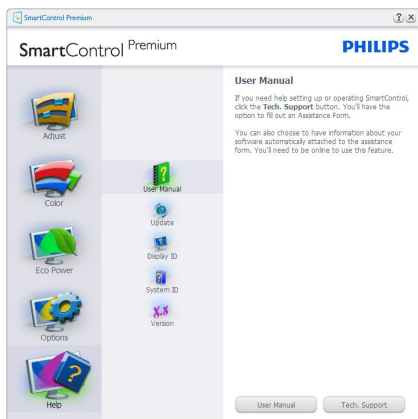 SmartControl Premium
SmartControl Premium
PHILIPS
Adjust
Color
Eco Power
Options
Help
User Manual
Update
Display ID
System ID
X.X
Version
User Manual
If you need help setting up or operating SmartControl,
click the Tech. Support button. You'll have the
option to fill out an Assistance Form.
You can also choose to have information about your
software automatically attached to the assistance
form. You'll need to be online to use this feature.
User Manual
Tech. Support